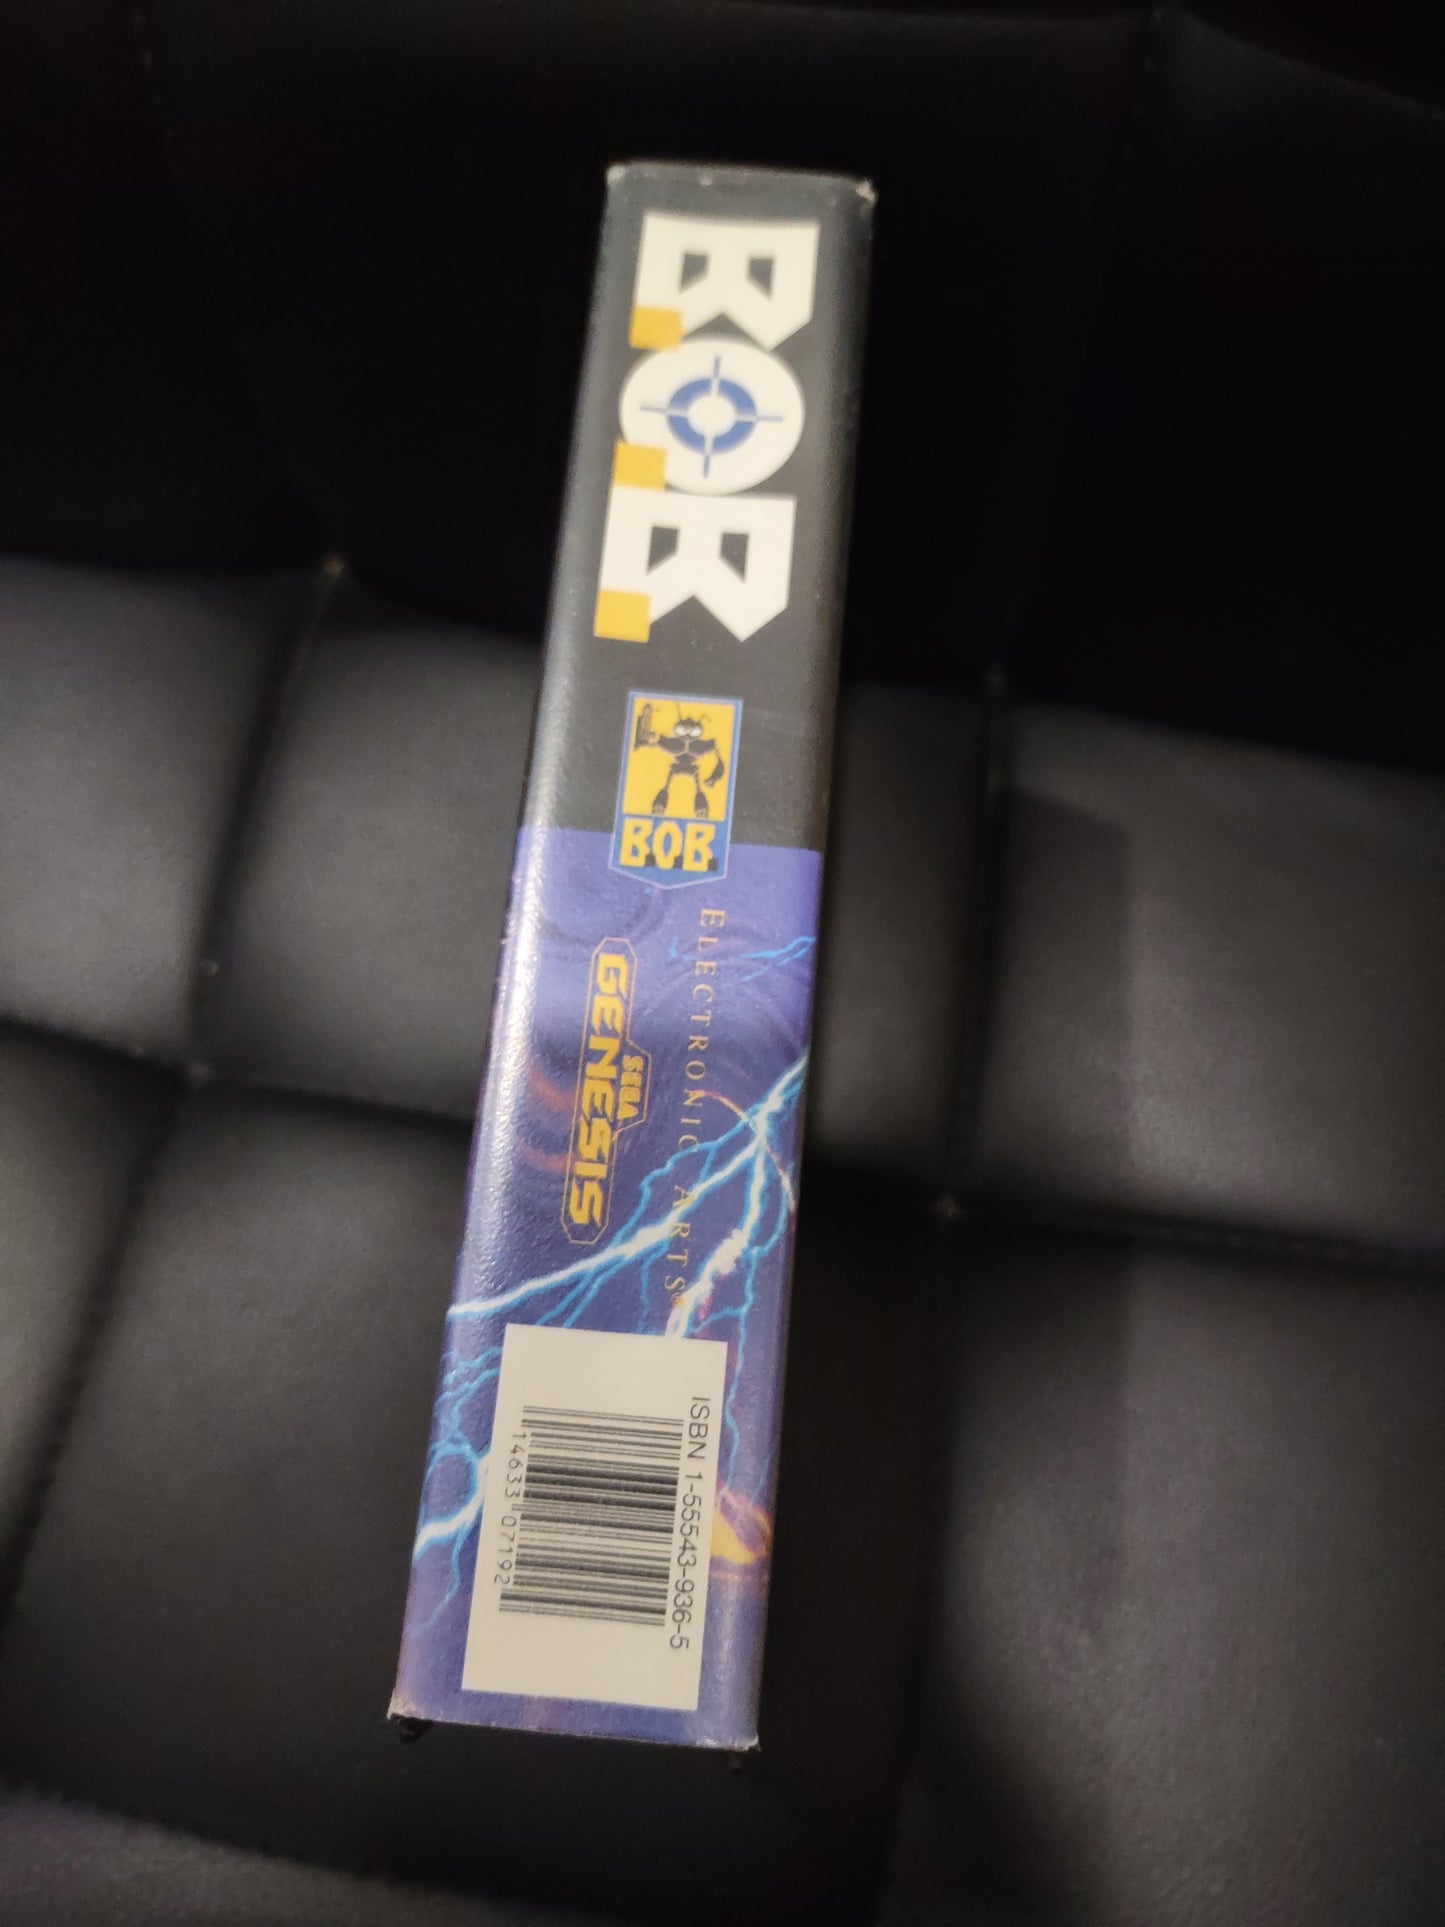 B.O.B.
B.O.B.
ELECTRONIC ARTS®
SEGA
GENESIS
ISBN 1-55543-936-5
14633 07192